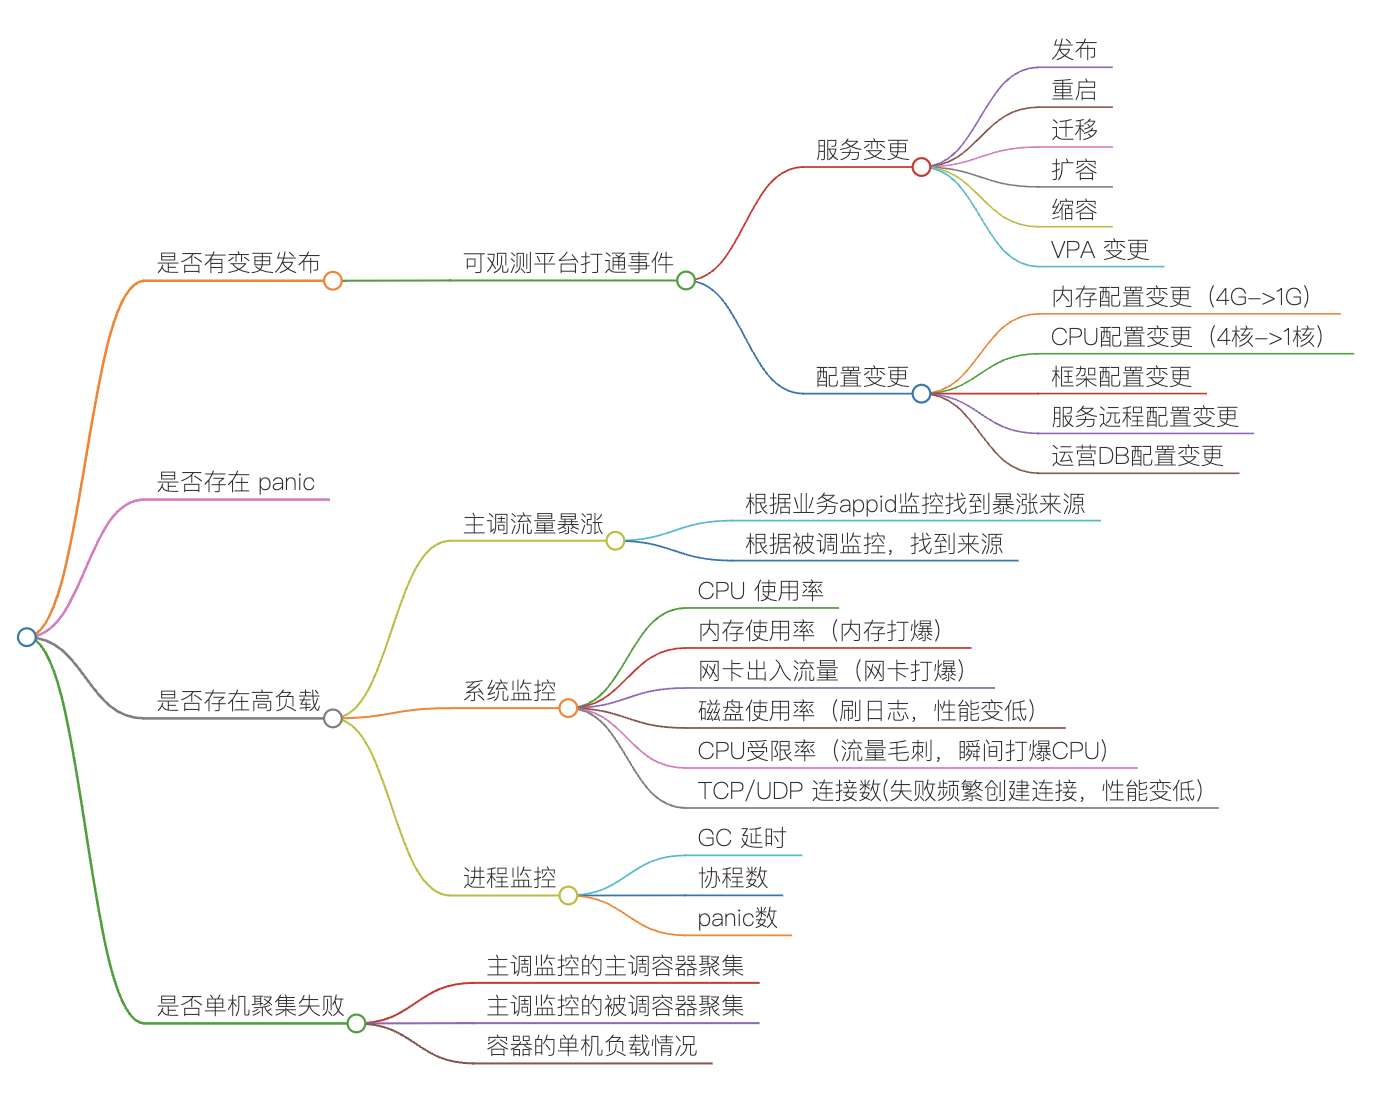 发布
重启
迁移
扩容
缩容
VPA 变更
服务变更
是否有变更发布
可观测平台打通事件
内存配置变更（4G->1G）
CPU配置变更（4核->1核）
框架配置变更
服务远程配置变更
运营DB配置变更
配置变更
是否存在 panic
主调流量暴涨
根据业务appid监控找到暴涨来源
根据被调监控，找到来源
CPU 使用率
内存使用率（内存打爆）
网卡出入流量（网卡打爆）
磁盘使用率（刷日志，性能变低）
CPU受限率（流量毛刺，瞬间打爆CPU）
TCP/UDP 连接数(失败频繁创建连接，性能变低）
系统监控
是否存在高负载
GC 延时
协程数
panic数
进程监控
主调监控的主调容器聚集
主调监控的被调容器聚集
容器的单机负载情况
是否单机聚集失败